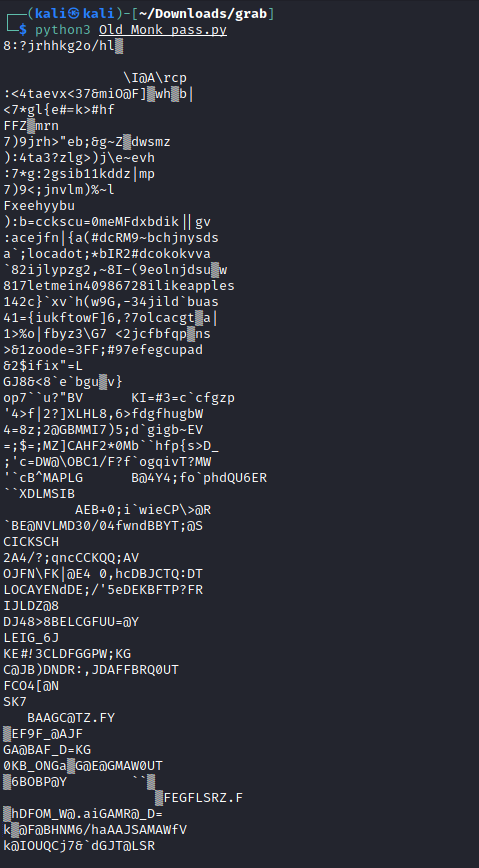 ┌──(kali㉿kali)-[~/Downloads/grab]
└─$ python3 Old_Monk_pass.py
8:?jrhhkg2o/hl▒
\I@A\rcp
:<4taevx<37&miO@F]▒wh▒b|
<7*gl{e#=k>#hf
FFZ▒mrn
7)9jrh>"eb;&g~Z▒dwsmz
):4ta3?zlg>)j\e~evh
:7*g:2gsib11kddz|mp
7)9<;jnvlm)%~l
Fxeehyybu
):b=cckscu=0meMFdxbdik||gv
:acejfn|{a(#dcRM9~bchjnysds
a`;locadot;*bIR2#dcokokvva
`82ijlypzg2,~8I-(9eolnjdsu▒w
817letmein40986728ilikeapples
142c}`xv`h(w9G,-34jild`buas
41={iukftowF]6,?7olcacgt▒a|
1>%o|fbyz3\G7 <2jcfbfqp▒ns
>&1zoode=3FF;#97efegcupad
&2$ifix"=L
GJ8&<8`e`bgu▒v}
op7``u?"BV      KI=#3=c`cfgzp
'4>f|2?]XLHL8,6>fdgfhugbW
4=8z;2@GBMMI7)5;d`gigb~EV
=;$=;MZ]CAHF2*0Mb``hfp{s>D_
;'c=DW@\OBC1/F?f`ogqivT?MW
'`cB^MAPLG      B@4Y4;fo`phdQU6ER
``XDLMSIB
AEB+0;i`wieCP\>@R
`BE@NVLMD30/04fwndBBYT;@S
CICKSCH
2A4/?;qncCCKQQ;AV
OJFN\FK|@E4 0,hcDBJCTQ:DT
LOCAYENdDE;/'5eDEKBFTP?FR
IJLDZ@8
DJ48>8BELCGFUU=@Y
LEIG_6J
KE#!3CLDFGGPW;KG
C@JB)DNDR:,JDAFFBRQ0UT
FCO4[@N
SK7
BAAGC@TZ.FY
▒EF9F_@AJF
GA@BAF_D=KG
0KB_ONGa▒G@E@GMAW0UT
▒6BOBP@Y        ``▒
▒FEGFLSRZ.F
▒hDFOM_W@.aiGAMR@_D=
k▒@F@BHNM6/haAAJSAMAWfV
k@IOUQCj7&`dGJT@LSR